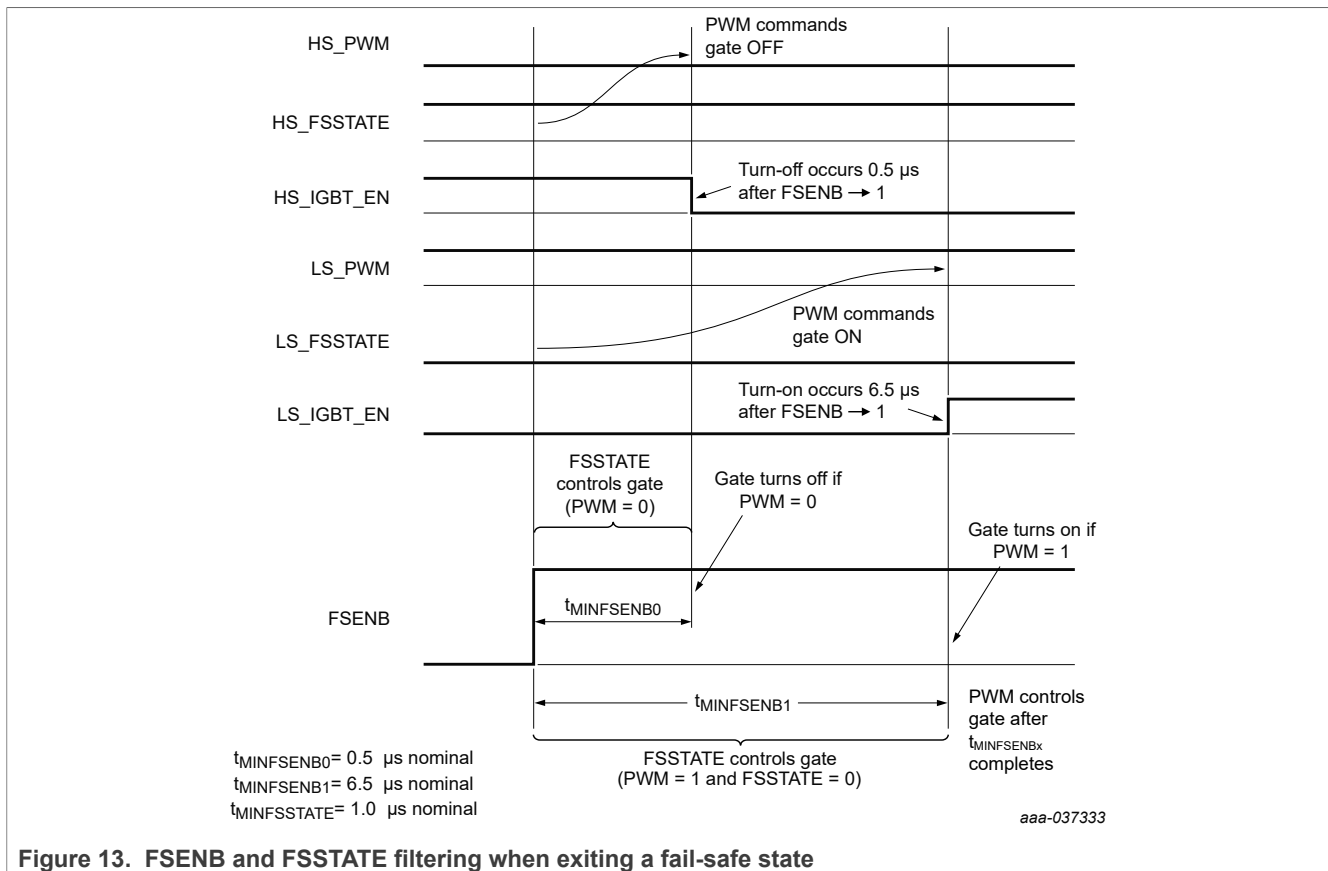 HS_PWM
PWM commands
gate OFF
HS_FSSTATE
HS_IGBT_EN
Turn-off occurs 0.5 µs
after FSENB → 1
LS_PWM
PWM commands
gate ON
LS_FSSTATE
LS_IGBT_EN
Turn-on occurs 6.5 µs
after FSENB → 1
FSSTATE
controls gate
(PWM = 0)
Gate turns off if
PWM = 0
Gate turns on if
PWM = 1
FSENB
tMINFSENB0
tMINFSENB1
PWM controls
gate after
tMINFSENBx
completes
FSSTATE controls gate
(PWM = 1 and FSSTATE = 0)
tMINFSENB0= 0.5 µs nominal
tMINFSENB1= 6.5 µs nominal
tMINFSSTATE= 1.0 µs nominal
aaa-037333
Figure 13. FSENB and FSSTATE filtering when exiting a fail-safe state